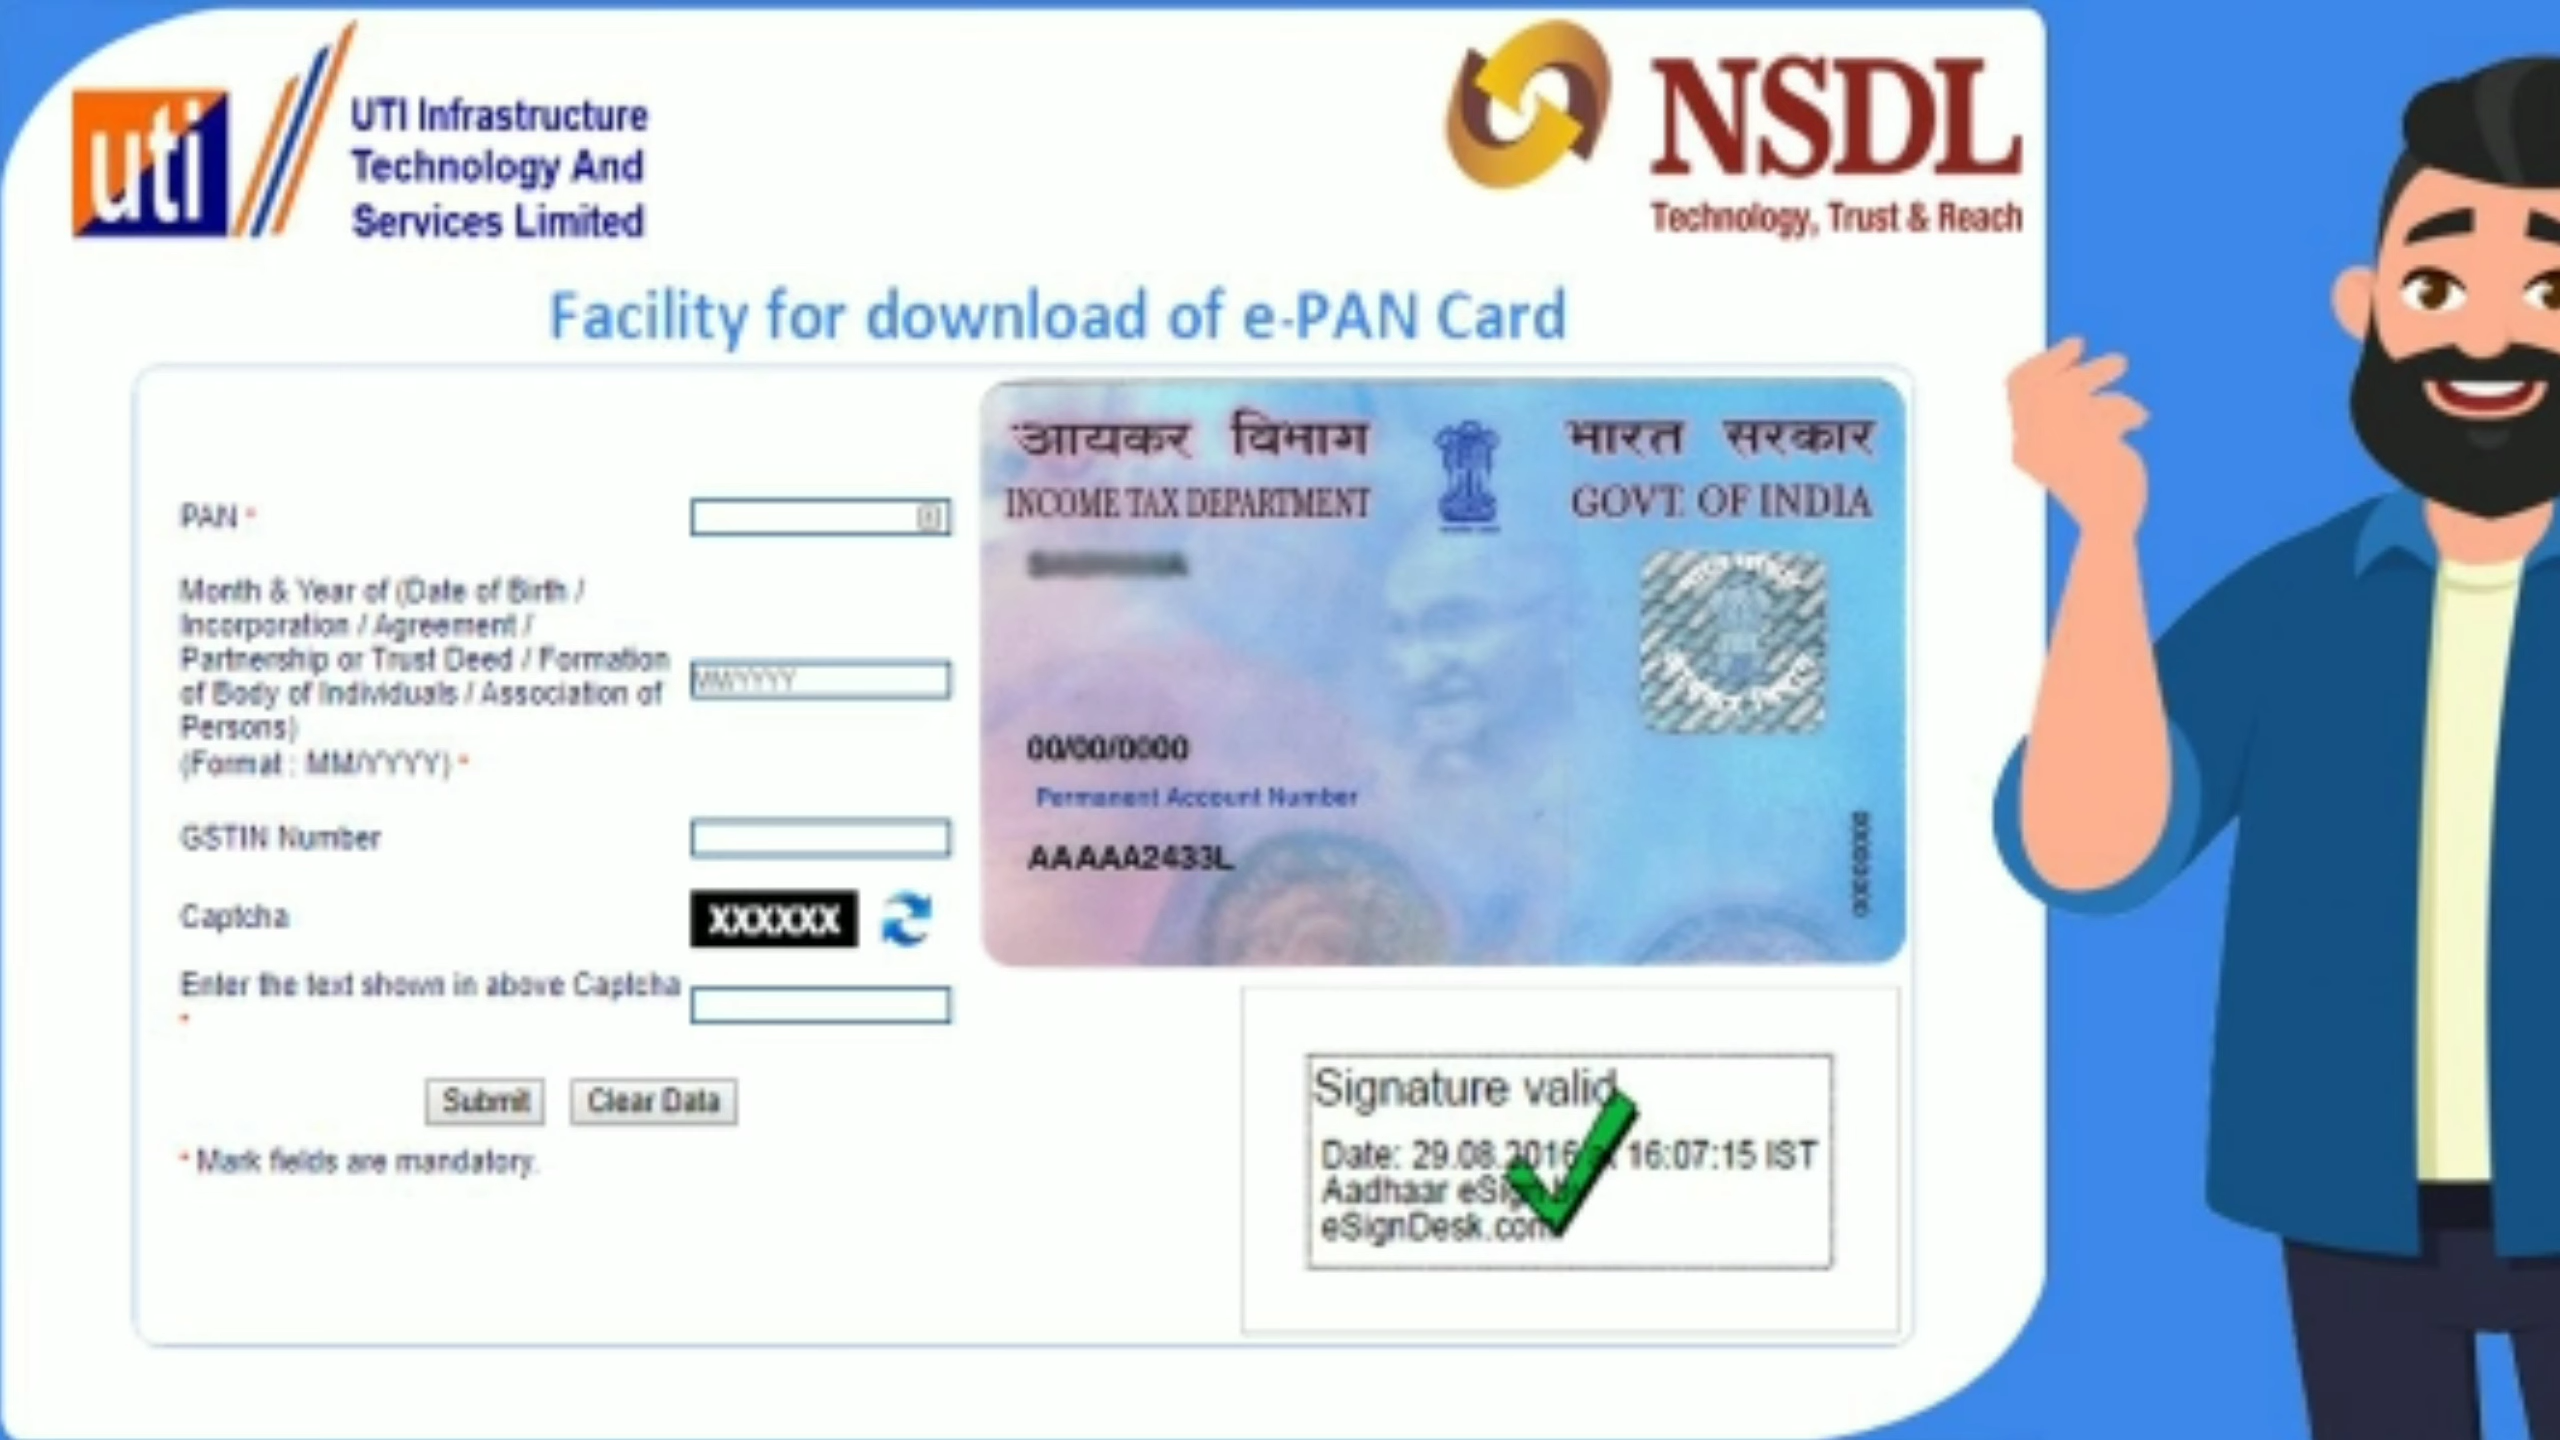 uti
UTI Infrastructure
Technology And
Services Limited
NSDL
Technology, Trust & Reach
Facility for download of e-PAN Card
PAN *
Month & Year of (Date of Birth /
Incorporation / Agreement /
Partnership or Trust Deed / Formation
of Body of Individuals / Association of
Persons)
(Format : MM/YYYY) *
MM/YYYY
GSTIN Number
Captcha
XXXXXX
Enter the text shown in above Captcha
*
Submit Clear Data
* Mark fields are mandatory.
आयकर विभाग
INCOME TAX DEPARTMENT
भारत सरकार
GOVT. OF INDIA
00/00/0000
Permanent Account Number
AAAAA2433L
Signature valid
Date: 29.08.2016 16:07:15 IST
Aadhaar eSign
eSignDesk.com